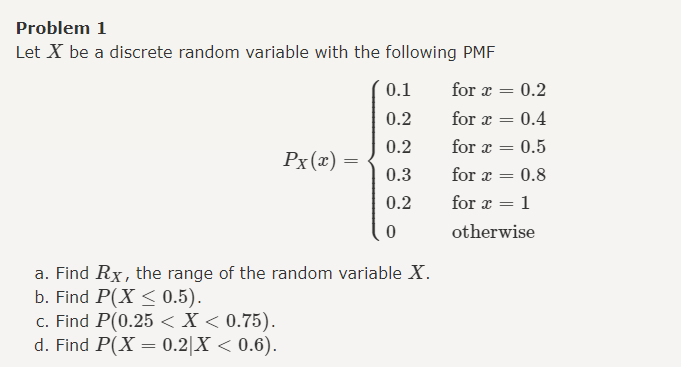 Problem 1
Let X be a discrete random variable with the following PMF
0.1 for x = 0.2
0.2 for x = 0.4
0.2 for x = 0.5
P_X(x) =
0.3 for x = 0.8
0.2 for x = 1
0 otherwise
a. Find R_X, the range of the random variable X.
b. Find P(X ≤ 0.5).
c. Find P(0.25 < X < 0.75).
d. Find P(X = 0.2|X < 0.6).